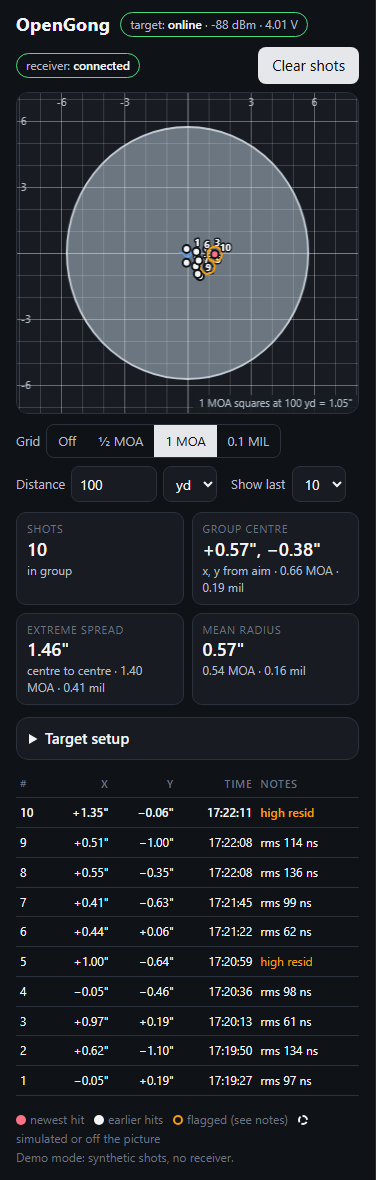 OpenGong target: online · -88 dBm · 4.01 V
receiver: connected Clear shots
-6 -3 3 6
6
3
-3
-6
1 6 3 10
9
1 MOA squares at 100 yd = 1.05"
Grid Off ½ MOA 1 MOA 0.1 MIL
Distance 100 yd Show last 10
SHOTS
10
in group
GROUP CENTRE
+0.57", −0.38"
x, y from aim · 0.66 MOA ·
0.19 mil
EXTREME SPREAD
1.46"
centre to centre · 1.40
MOA · 0.41 mil
MEAN RADIUS
0.57"
0.54 MOA · 0.16 mil
Target setup
# X Y TIME NOTES
10 +1.35" −0.06" 17:22:11 high resid
9 +0.51" −1.00" 17:22:08 rms 114 ns
8 +0.55" −0.35" 17:22:08 rms 136 ns
7 +0.41" −0.63" 17:21:45 rms 99 ns
6 +0.44" +0.06" 17:21:22 rms 62 ns
5 +1.00" −0.64" 17:20:59 high resid
4 −0.05" −0.46" 17:20:36 rms 98 ns
3 +0.97" +0.19" 17:20:13 rms 61 ns
2 +0.62" −1.10" 17:19:50 rms 134 ns
1 −0.05" +0.19" 17:19:27 rms 97 ns
newest hit earlier hits flagged (see notes)
simulated or off the picture
Demo mode: synthetic shots, no receiver.